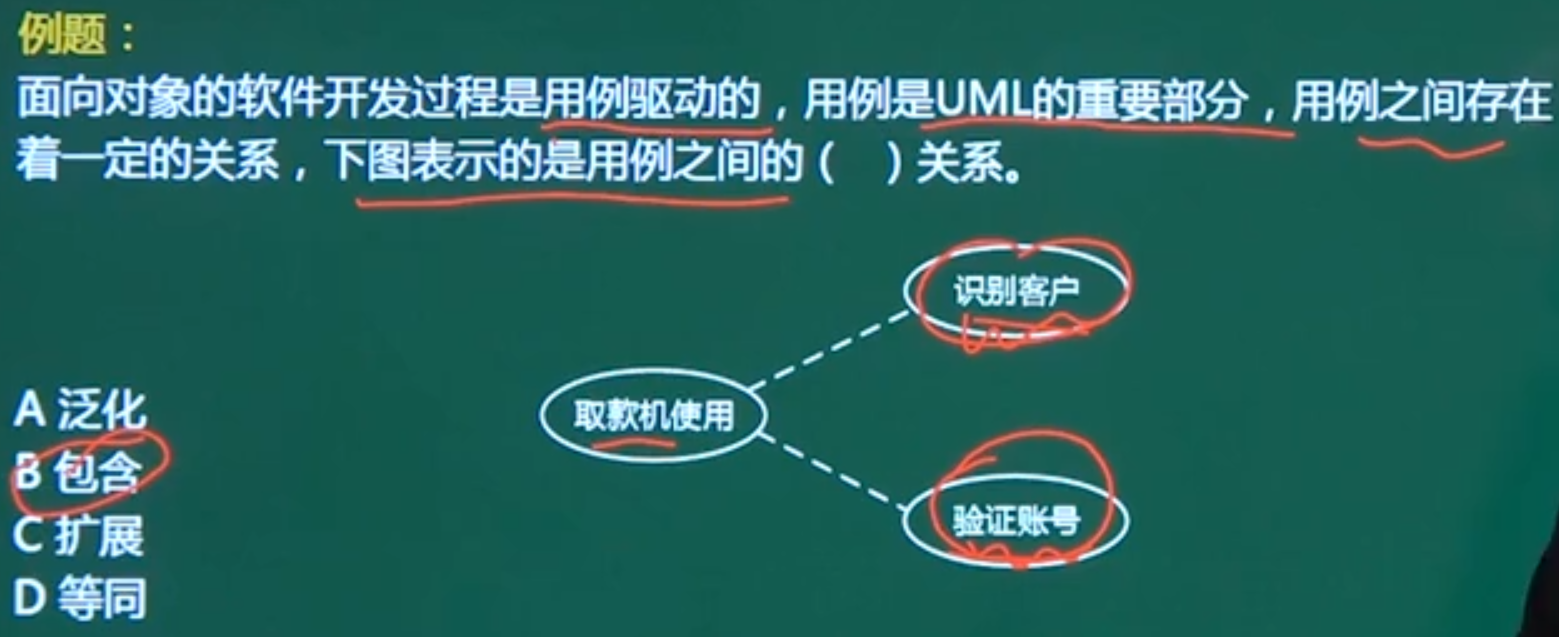 例题：
面向对象的软件开发过程是用例驱动的，用例是UML的重要部分，用例之间存在
着一定的关系，下图表示的是用例之间的（ ）关系。
识别客户
取款机使用
验证账号
A 泛化
B 包含
C 扩展
D 等同